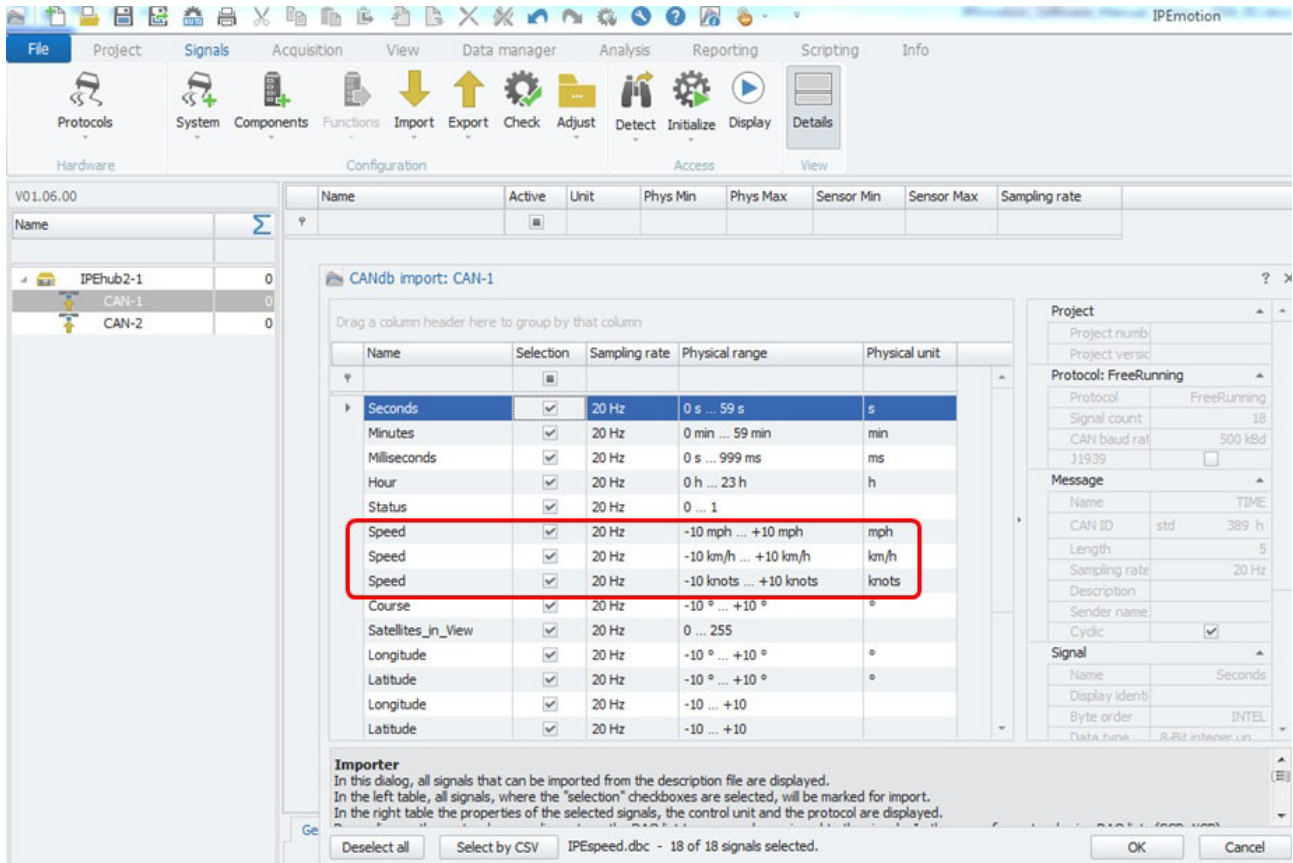 IPEmotion
File Project Signals Acquisition View Data manager Analysis Reporting Scripting Info
Protocols System Components Functions Import Export Check Adjust Detect Initialize Display Details
Hardware Configuration Access View
V01.06.00
Name Active Unit Phys Min Phys Max Sensor Min Sensor Max Sampling rate
Name Σ
IPEhub2-1 0
CAN-1 0
CAN-2 0
CANdb import: CAN-1 ? ×
Drag a column header here to group by that column
Name Selection Sampling rate Physical range Physical unit
Seconds 20 Hz 0 s ... 59 s s
Minutes 20 Hz 0 min ... 59 min min
Milliseconds 20 Hz 0 s ... 999 ms ms
Hour 20 Hz 0 h ... 23 h h
Status 20 Hz 0 ... 1
Speed 20 Hz -10 mph ... +10 mph mph
Speed 20 Hz -10 km/h ... +10 km/h km/h
Speed 20 Hz -10 knots ... +10 knots knots
Course 20 Hz -10 ° ... +10 ° °
Satellites_in_View 20 Hz 0 ... 255
Longitude 20 Hz -10 ° ... +10 ° °
Latitude 20 Hz -10 ° ... +10 ° °
Longitude 20 Hz -10 ... +10
Latitude 20 Hz -10 ... +10
Project
Project numb
Project versic
Protocol: FreeRunning
Protocol FreeRunning
Signal count 18
CAN baud rat 500 kBd
J1939
Message
Name TIME
CAN ID std 389 h
Length 5
Sampling rate 20 Hz
Description
Sender name
Cyclic
Signal
Name Seconds
Display identi
Byte order INTEL
Data type 8-Bit integer un
Importer
In this dialog, all signals that can be imported from the description file are displayed.
In the left table, all signals, where the "selection" checkboxes are selected, will be marked for import.
In the right table the properties of the selected signals, the control unit and the protocol are displayed.
Ge
Deselect all Select by CSV IPEspeed.dbc - 18 of 18 signals selected. OK Cancel